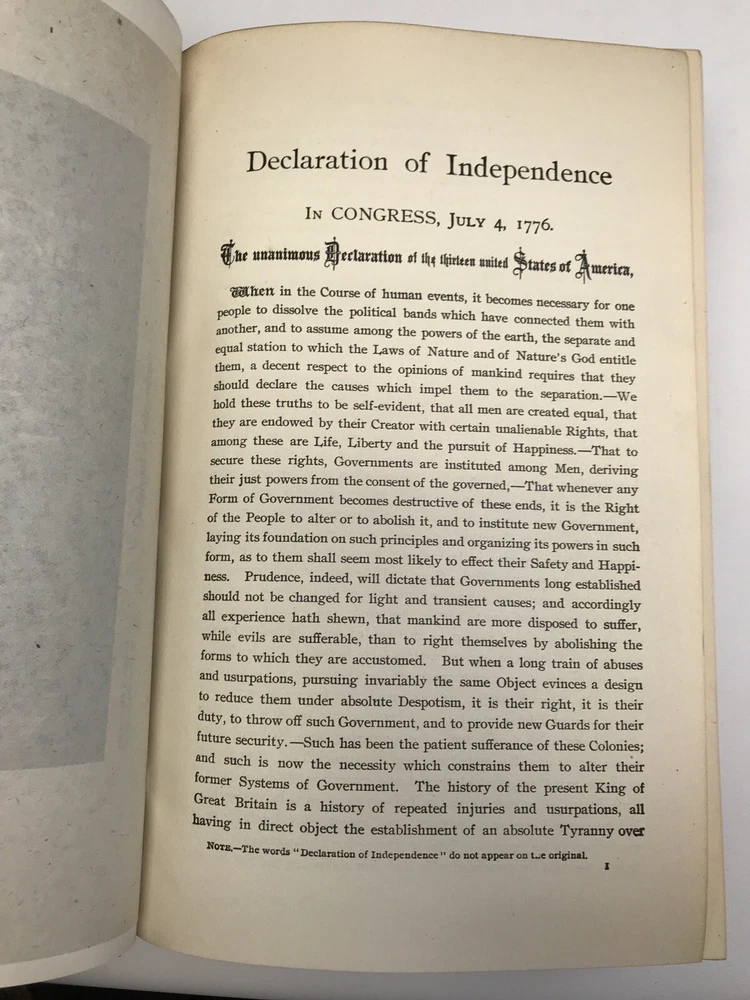 Declaration of Independence
In CONGRESS, July 4, 1776.
The unanimous Declaration of the thirteen united States of America,
When in the Course of human events, it becomes necessary for one
people to dissolve the political bands which have connected them with
another, and to assume among the powers of the earth, the separate and
equal station to which the Laws of Nature and of Nature's God entitle
them, a decent respect to the opinions of mankind requires that they
should declare the causes which impel them to the separation.—We
hold these truths to be self-evident, that all men are created equal, that
they are endowed by their Creator with certain unalienable Rights, that
among these are Life, Liberty and the pursuit of Happiness.—That to
secure these rights, Governments are instituted among Men, deriving
their just powers from the consent of the governed,—That whenever any
Form of Government becomes destructive of these ends, it is the Right
of the People to alter or to abolish it, and to institute new Government,
laying its foundation on such principles and organizing its powers in such
form, as to them shall seem most likely to effect their Safety and Happi-
ness. Prudence, indeed, will dictate that Governments long established
should not be changed for light and transient causes; and accordingly
all experience hath shewn, that mankind are more disposed to suffer,
while evils are sufferable, than to right themselves by abolishing the
forms to which they are accustomed. But when a long train of abuses
and usurpations, pursuing invariably the same Object evinces a design
to reduce them under absolute Despotism, it is their right, it is their
duty, to throw off such Government, and to provide new Guards for their
future security.—Such has been the patient sufferance of these Colonies;
and such is now the necessity which constrains them to alter their
former Systems of Government. The history of the present King of
Great Britain is a history of repeated injuries and usurpations, all
having in direct object the establishment of an absolute Tyranny over
Note.—The words "Declaration of Independence" do not appear on the original.
1